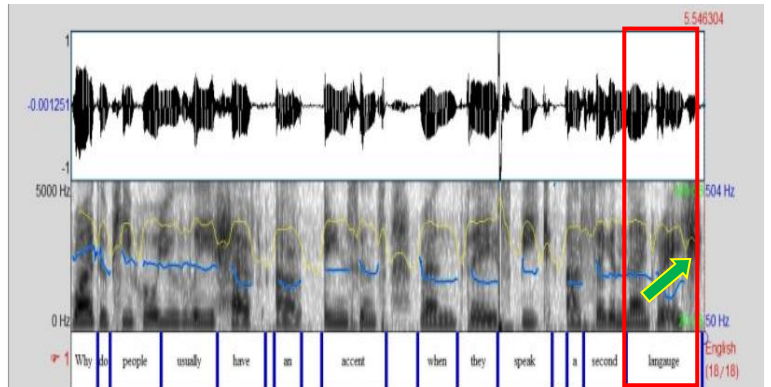 5.546304
1
-0.001251
-1
5000 Hz
504 Hz
0 Hz
50 Hz
1 Why do people usually have an accent when they speak a second langauge
English
(18/18)